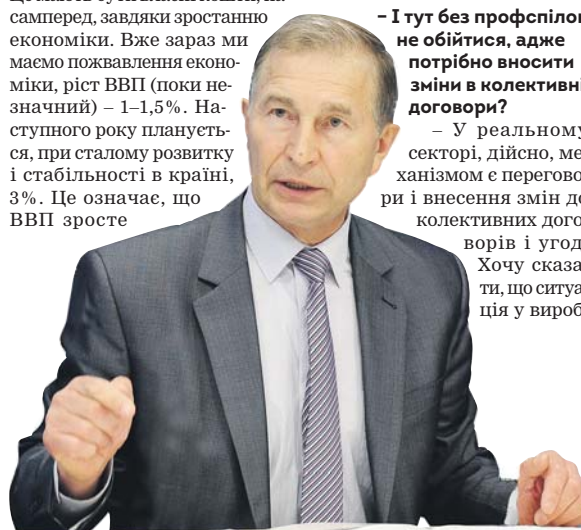 самперед, завдяки зростанню
економіки. Вже зараз ми
маємо пожвавлення еконо-
міки, ріст ВВП (поки не-
значний) – 1–1,5%. На-
ступного року плануєть-
ся, при сталому розвитку
і стабільності в країні,
3%. Це означає, що
ВВП зросте
– І тут без профспілок
не обійтися, адже
потрібно вносити
зміни в колективні
договори?
– У реальному
секторі, дійсно, ме
ханізмом є перегово
ри і внесення змін до
колективних дого
ворів і угод
Хочу сказа
ти, що ситуа
ція у вироб